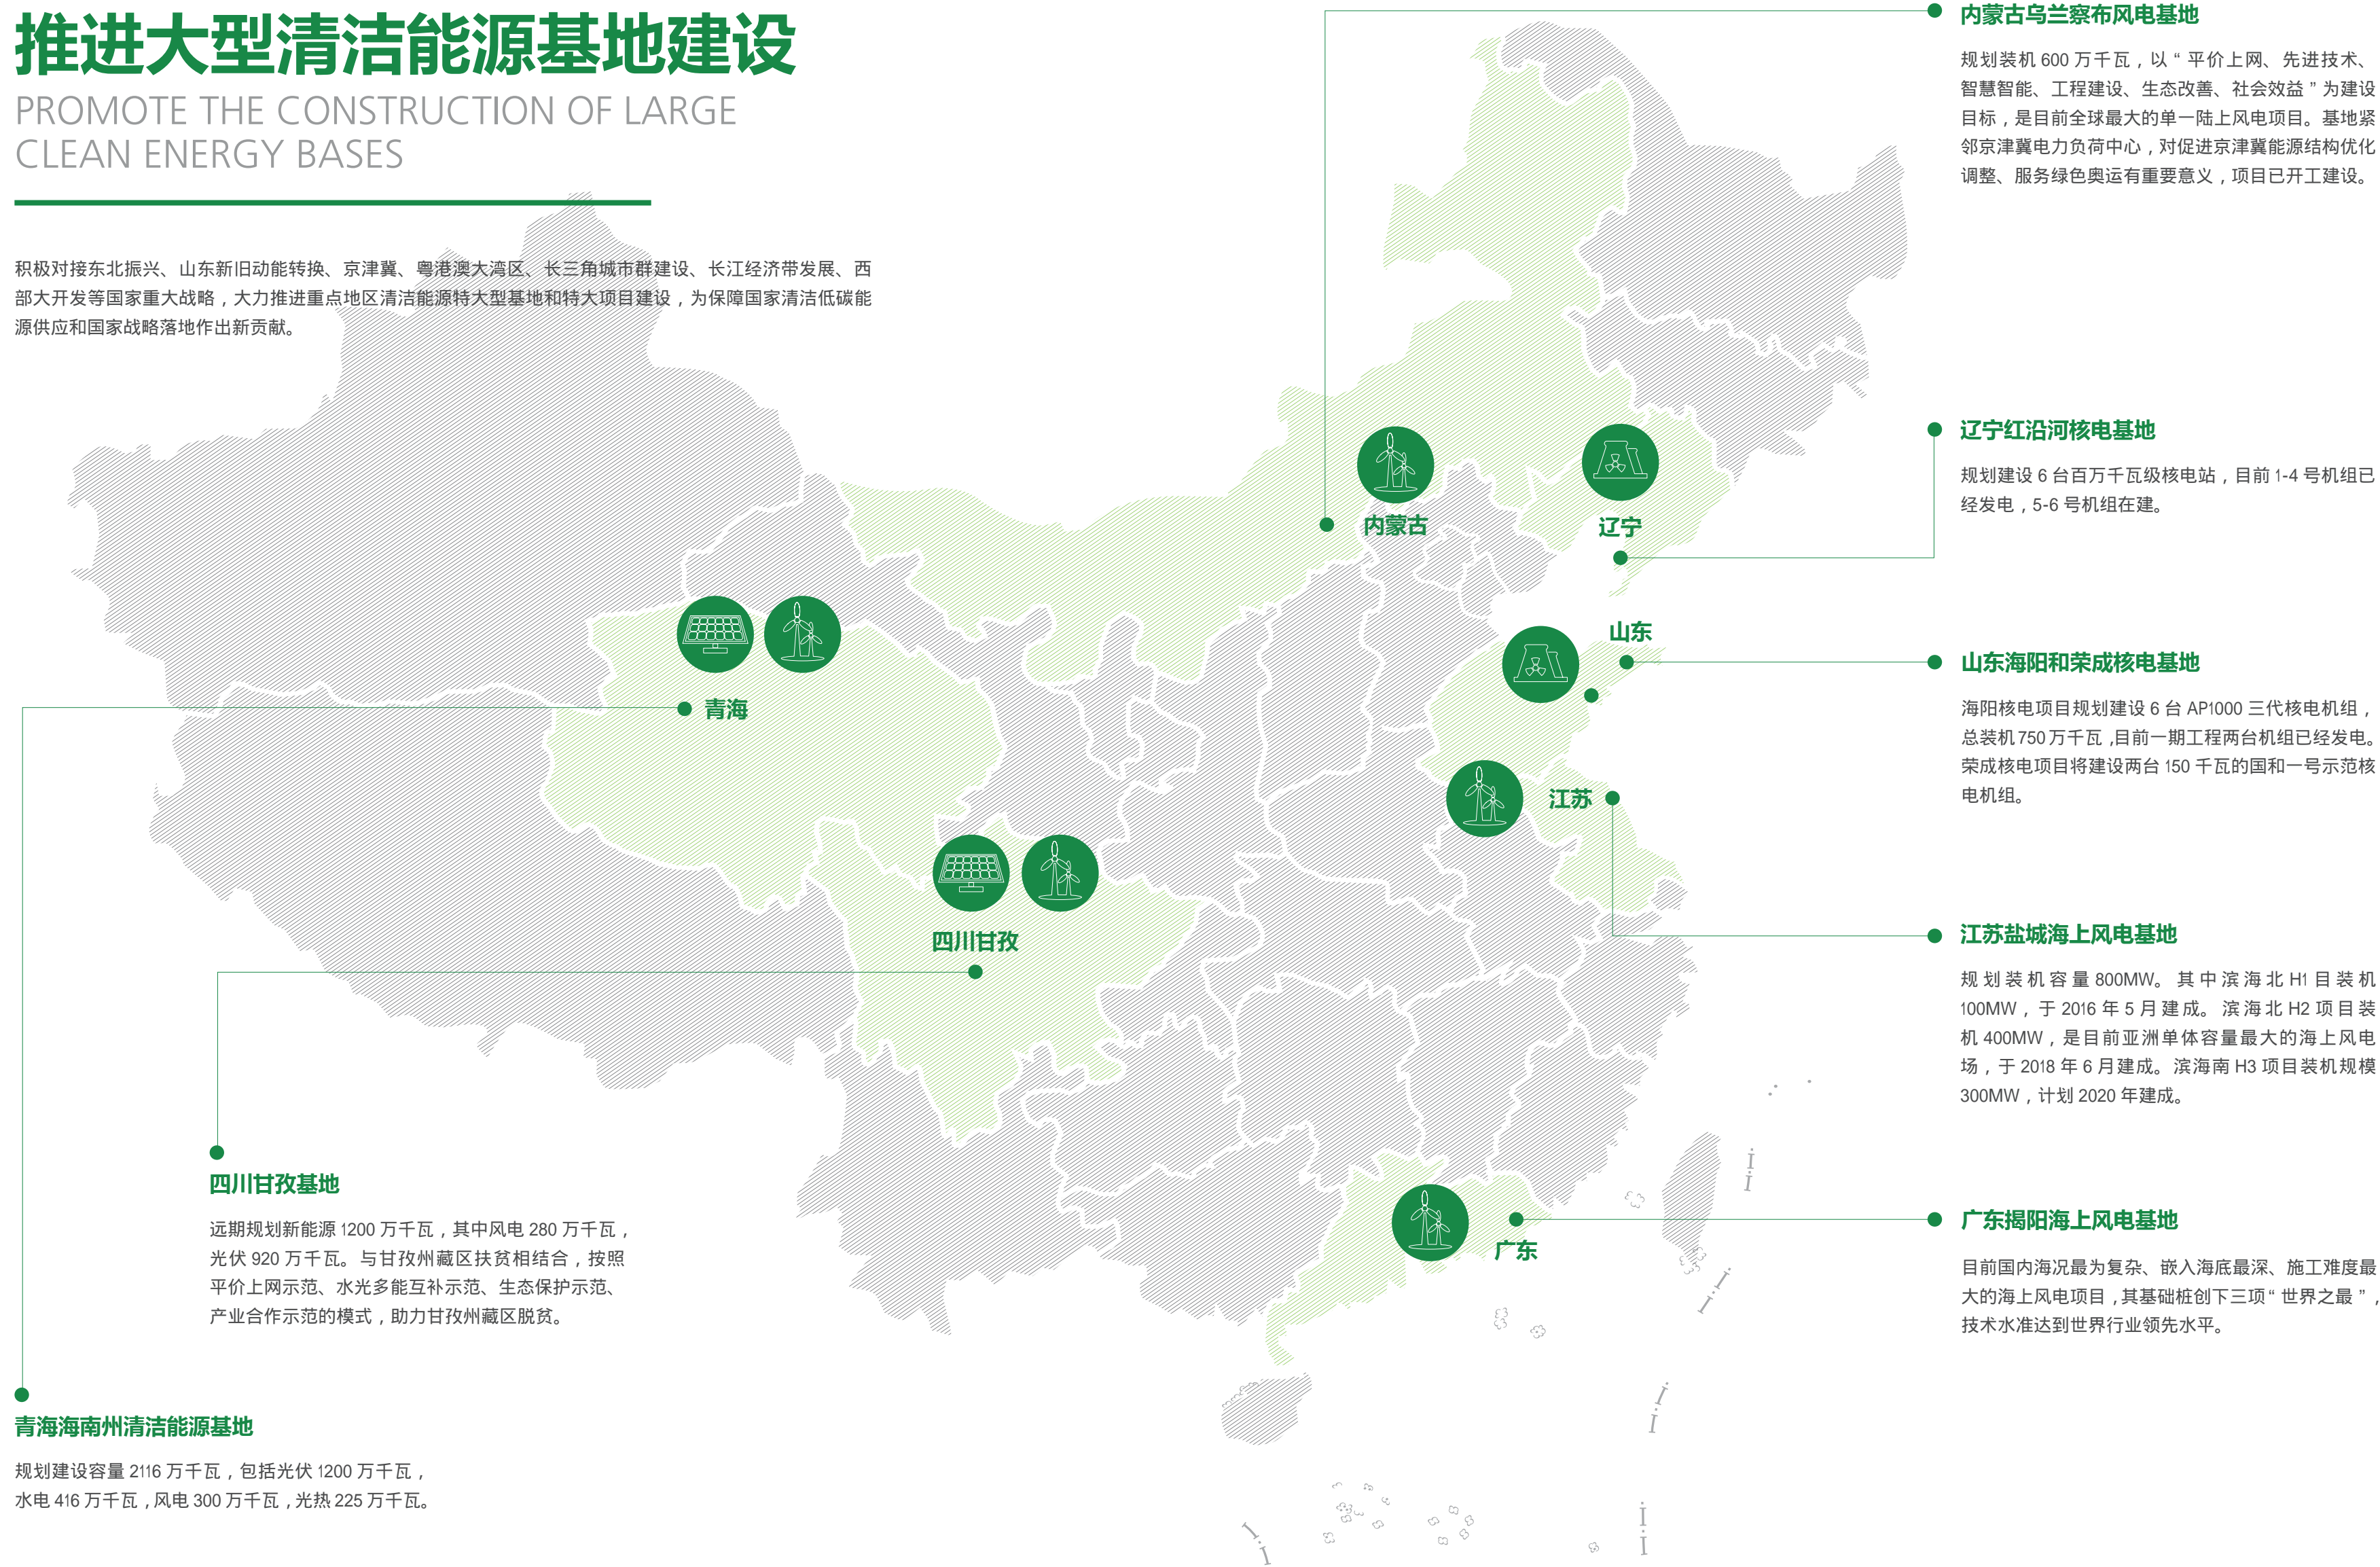 推进大型清洁能源基地建设
PROMOTE THE CONSTRUCTION OF LARGE
CLEAN ENERGY BASES
积极对接东北振兴、山东新旧动能转换、京津冀、粤港澳大湾区、长三角城市群建设、长江经济带发展、西
部大开发等国家重大战略，大力推进重点地区清洁能源特大型基地和特大项目建设，为保障国家清洁低碳能
源供应和国家战略落地作出新贡献。
内蒙古乌兰察布风电基地
规划装机 600 万千瓦，以“ 平价上网、先进技术、
智慧智能、工程建设、生态改善、社会效益 ”为建设
目标，是目前全球最大的单一陆上风电项目。基地紧
邻京津冀电力负荷中心，对促进京津冀能源结构优化
调整、服务绿色奥运有重要意义，项目已开工建设。
辽宁红沿河核电基地
规划建设 6 台百万千瓦级核电站，目前 1-4 号机组已
经发电，5-6 号机组在建。
山东海阳和荣成核电基地
海阳核电项目规划建设 6 台 AP1000 三代核电机组，
总装机 750 万千瓦 ,目前一期工程两台机组已经发电。
荣成核电项目将建设两台 150 千瓦的国和一号示范核
电机组。
江苏盐城海上风电基地
规划装机容量 800MW。其中滨海北 H1 目装机
100MW，于 2016 年 5 月建成。滨海北 H2 项目装
机 400MW，是目前亚洲单体容量最大的海上风电
场，于 2018 年 6 月建成。滨海南 H3 项目装机规模
300MW，计划 2020 年建成。
广东揭阳海上风电基地
目前国内海况最为复杂、嵌入海底最深、施工难度最
大的海上风电项目 , 其基础桩创下三项“ 世界之最 ”，
技术水准达到世界行业领先水平。
内蒙古
辽宁
山东
青海
江苏
四川甘孜
广东
四川甘孜基地
远期规划新能源 1200 万千瓦，其中风电 280 万千瓦，
光伏 920 万千瓦。与甘孜州藏区扶贫相结合，按照
平价上网示范、水光多能互补示范、生态保护示范、
产业合作示范的模式，助力甘孜州藏区脱贫。
青海海南州清洁能源基地
规划建设容量 2116 万千瓦，包括光伏 1200 万千瓦，
水电 416 万千瓦 , 风电 300 万千瓦 , 光热 225 万千瓦。